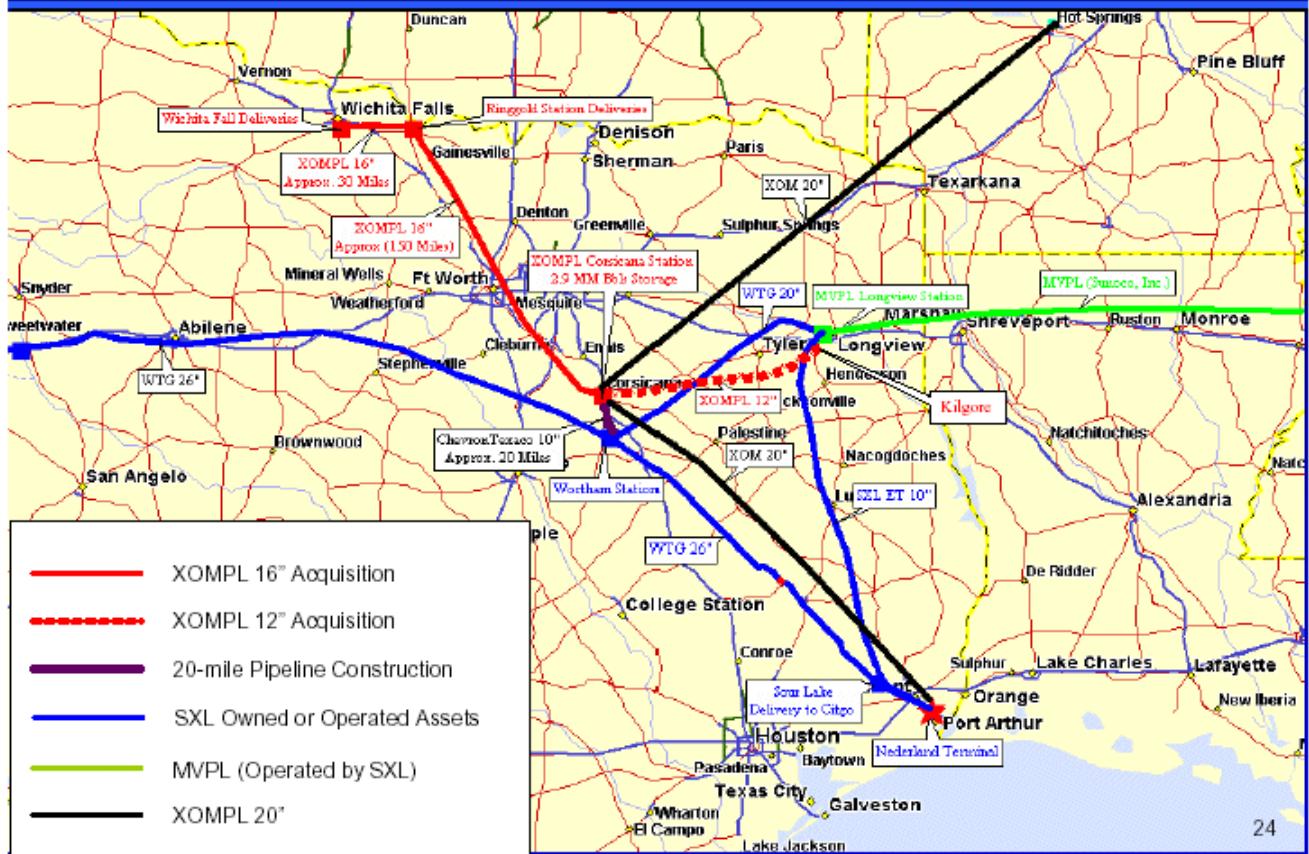 Duncan
Hot Springs
Pine Bluff
Vernon
Wichita Falls
Ringgold Station Deliveries
Wichita Fall Deliveries
Denison
Gainesville
Sherman
Paris
XOMPL 16"
Approx. 30 Miles
XOM 20"
Texarkana
Denton
Greenville
Sulphur Springs
XOMPL 16"
Approx (150 Miles)
XOMPL Corsicana Station
2.9 MM Bbls Storage
Mineral Wells
Ft Worth
Snyder
Weatherford
Mesquite
WTG 20"
MVPL Longview Station
MVPL (Sunoco, Inc.)
Marshall
Shreveport
Ruston
Monroe
weetwater
Abilene
Cleburne
Ennis
Tyler
Longview
Stephenville
WTG 26"
Corsicana
Henderson
XOMPL 12"
cksonville
Kilgore
Brownwood
ChevronTexaco 10"
Approx. 20 Miles
Palestine
XOM 20"
Natchitoches
Nacogdoches
Natc
San Angelo
Wortham Station
Lu
SXL ET 10"
Alexandria
ple
WTG 26"
De Ridder
College Station
Conroe
Sulphur
Lake Charles
Lafayette
Sour Lake
Delivery to Citgo
nt
Orange
New Iberia
Port Arthur
Houston
Nederland Terminal
Pasadena
Baytown
Texas City
Galveston
Wharton
El Campo
Lake Jackson
XOMPL 16” Acquisition
XOMPL 12” Acquisition
20-mile Pipeline Construction
SXL Owned or Operated Assets
MVPL (Operated by SXL)
XOMPL 20”
24